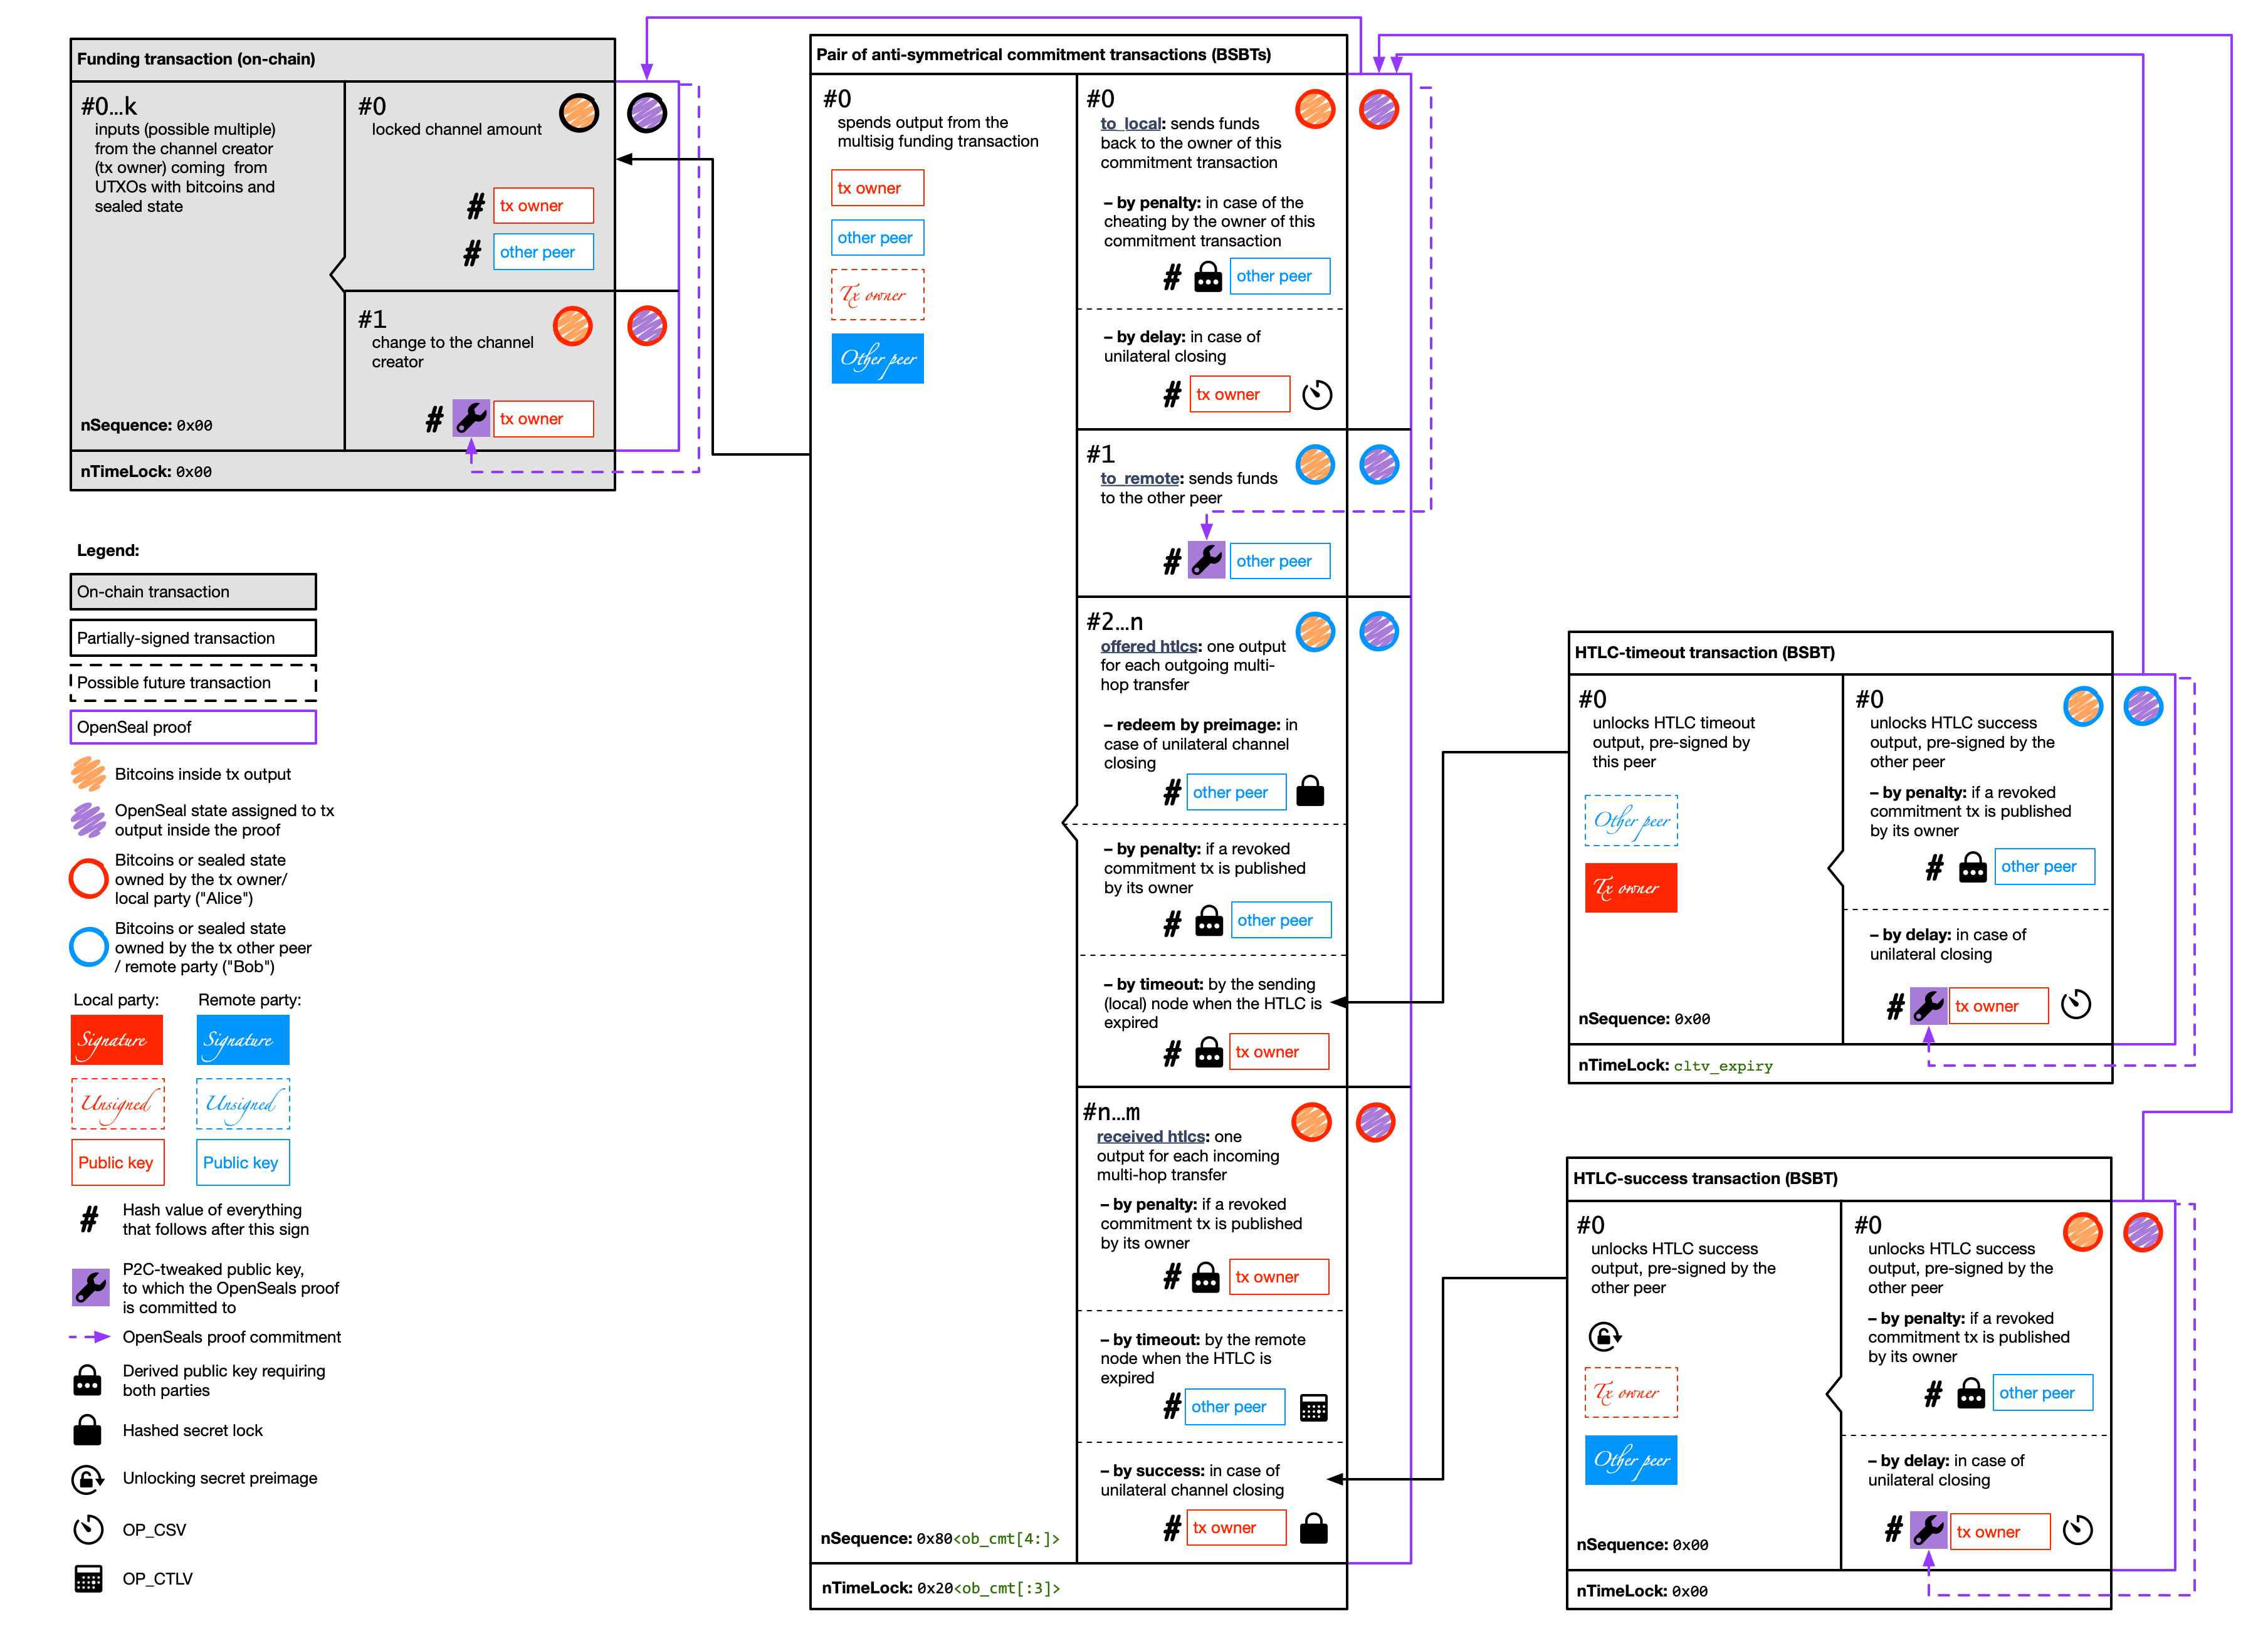 Funding transaction (on-chain)
#0...k
inputs (possible multiple)
from the channel creator
(tx owner) coming from
UTXOs with bitcoins and
sealed state
nSequence: 0x00
#0
locked channel amount
# tx owner
# other peer
#1
change to the channel
creator
# tx owner
nTimeLock: 0x00
Legend:
On-chain transaction
Partially-signed transaction
Possible future transaction
OpenSeal proof
Bitcoins inside tx output
OpenSeal state assigned to tx
output inside the proof
Bitcoins or sealed state
owned by the tx owner/
local party ("Alice")
Bitcoins or sealed state
owned by the tx other peer
/ remote party ("Bob")
Local party:
Remote party:
Signature
Signature
Unsigned
Unsigned
Public key
Public key
#
Hash value of everything
that follows after this sign
P2C-tweaked public key,
to which the OpenSeals proof
is committed to
OpenSeals proof commitment
Derived public key requiring
both parties
Hashed secret lock
Unlocking secret preimage
OP_CSV
OP_CTLV
Pair of anti-symmetrical commitment transactions (BSBTs)
#0
spends output from the
multisig funding transaction
tx owner
other peer
Tx owner
Other peer
nSequence: 0x80<ob_cmt[4:]>
#0
to_local: sends funds
back to the owner of this
commitment transaction
– by penalty: in case of the
cheating by the owner of this
commitment transaction
# other peer
– by delay: in case of
unilateral closing
# tx owner
#1
to_remote: sends funds
to the other peer
# other peer
#2...n
offered htlcs: one output
for each outgoing multi-
hop transfer
– redeem by preimage: in
case of unilateral channel
closing
# other peer
– by penalty: if a revoked
commitment tx is published
by its owner
# other peer
– by timeout: by the sending
(local) node when the HTLC is
expired
# tx owner
#n...m
received htlcs: one
output for each incoming
multi-hop transfer
– by penalty: if a revoked
commitment tx is published
by its owner
# tx owner
– by timeout: by the remote
node when the HTLC is
expired
# other peer
– by success: in case of
unilateral channel closing
# tx owner
nTimeLock: 0x20<ob_cmt[:3]>
HTLC-timeout transaction (BSBT)
#0
unlocks HTLC timeout
output, pre-signed by
this peer
Other peer
Tx owner
nSequence: 0x00
#0
unlocks HTLC success
output, pre-signed by the
other peer
– by penalty: if a revoked
commitment tx is published
by its owner
# other peer
– by delay: in case of
unilateral closing
# tx owner
nTimeLock: cltv_expiry
HTLC-success transaction (BSBT)
#0
unlocks HTLC success
output, pre-signed by the
other peer
Tx owner
Other peer
nSequence: 0x00
#0
unlocks HTLC success
output, pre-signed by the
other peer
– by penalty: if a revoked
commitment tx is published
by its owner
# other peer
– by delay: in case of
unilateral closing
# tx owner
nTimeLock: 0x00